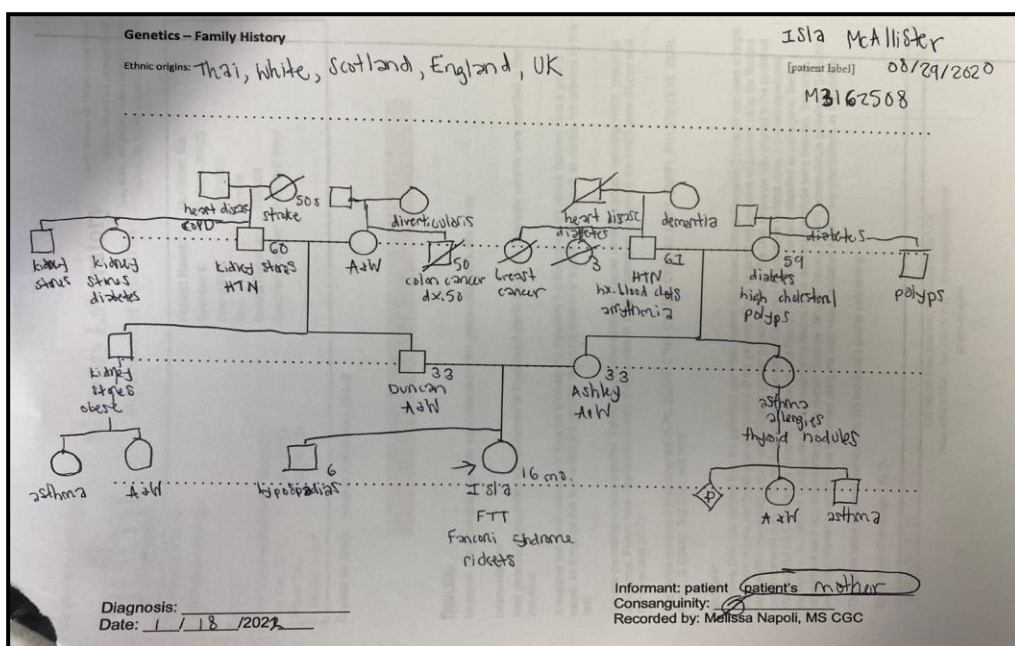 Genetics – Family History
Isla McAllister
Ethnic origins: Thai, White, Scotland, England, UK
[patient label] 08/29/2020
M3162508
heart diseas
COPD
50s
stroke
diverticularis
heart diseas
diabetes
dementia
diabetes
kidney
stones
kidney
stones
diabetes
60
kidney stones
HTN
A&W
50
colon cancer
dx.50
breast
cancer
3
61
HTN
hx.blood clots
arrythmia
59
diabetes
high cholesterol
polyps
polyps
kidney
stones
obese
33
Duncan
A&W
33
Ashley
A&W
asthma
allergies
thyroid nodules
asthma
A&W
6
hypospadias
16 mo.
Isla
FTT
Fanconi syndrome
rickets
P
A&W
asthma
Informant: patient patient's mother
Diagnosis:
Consanguinity:
Date: 1 / 18 /2022
Recorded by: Melissa Napoli, MS CGC